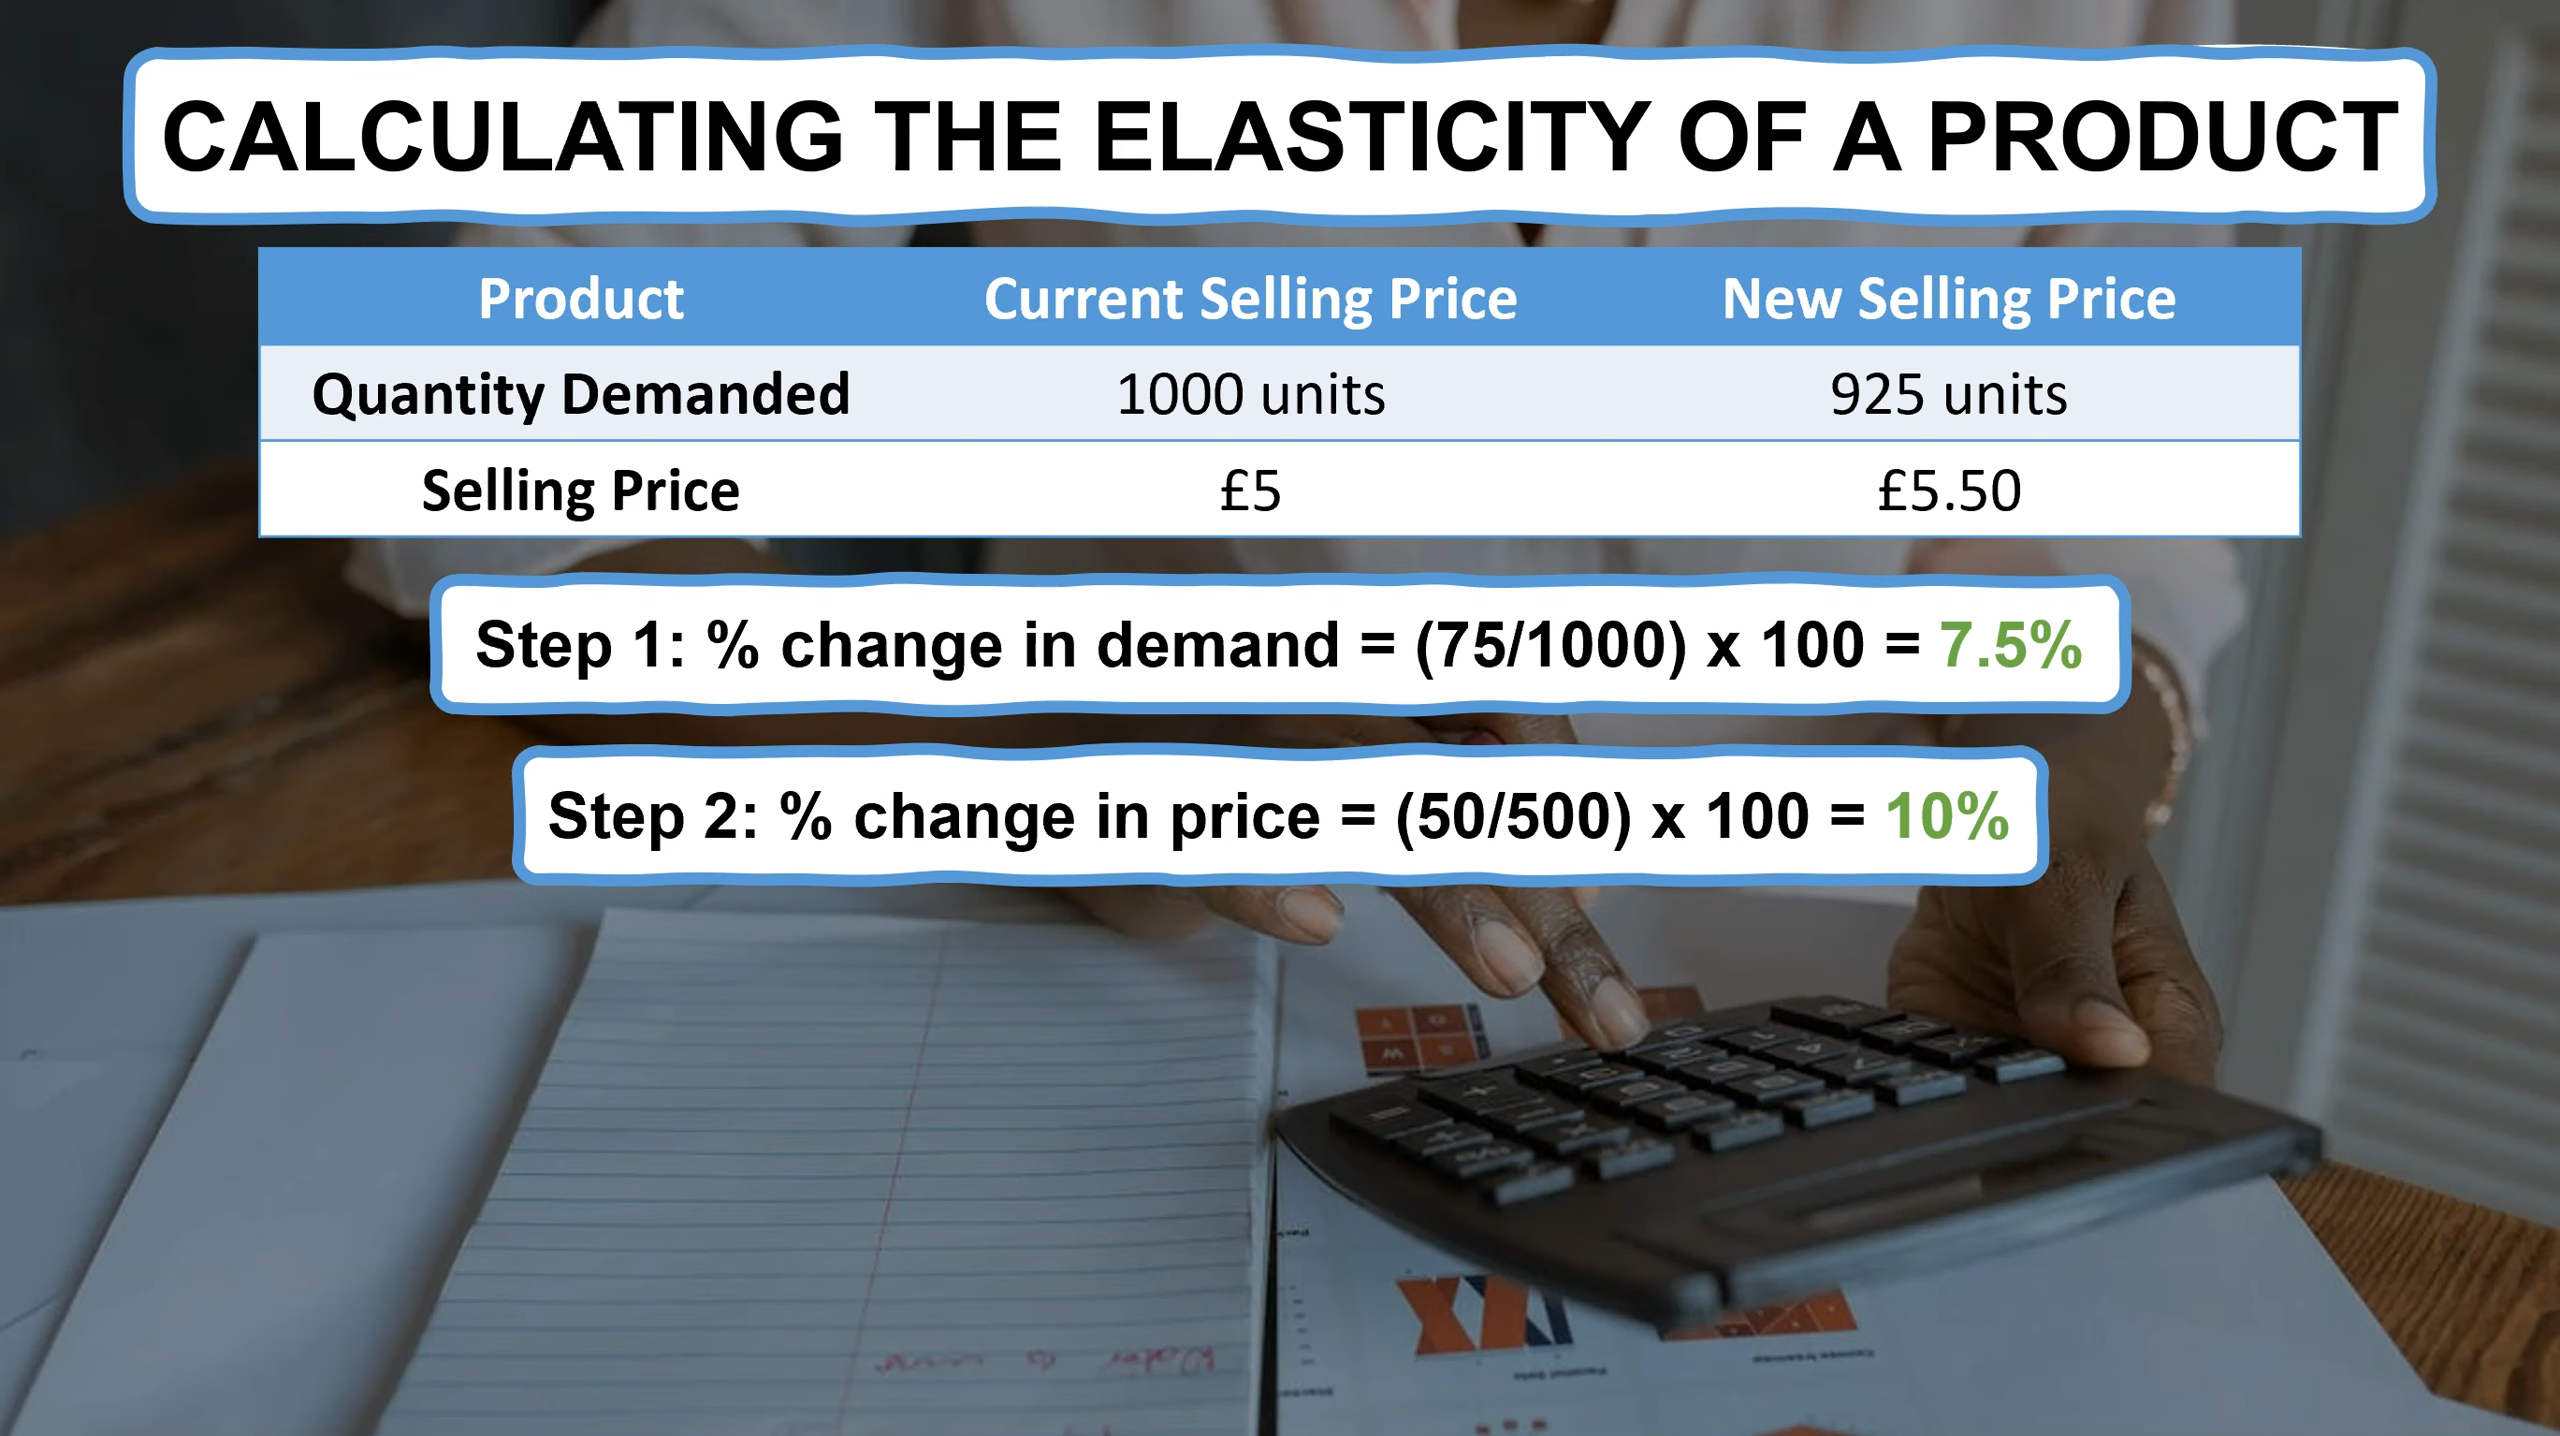 CALCULATING THE ELASTICITY OF A PRODUCT
Product Current Selling Price New Selling Price
Quantity Demanded 1000 units 925 units
Selling Price £5 £5.50
Step 1: % change in demand = (75/1000) x 100 = 7.5%
Step 2: % change in price = (50/500) x 100 = 10%